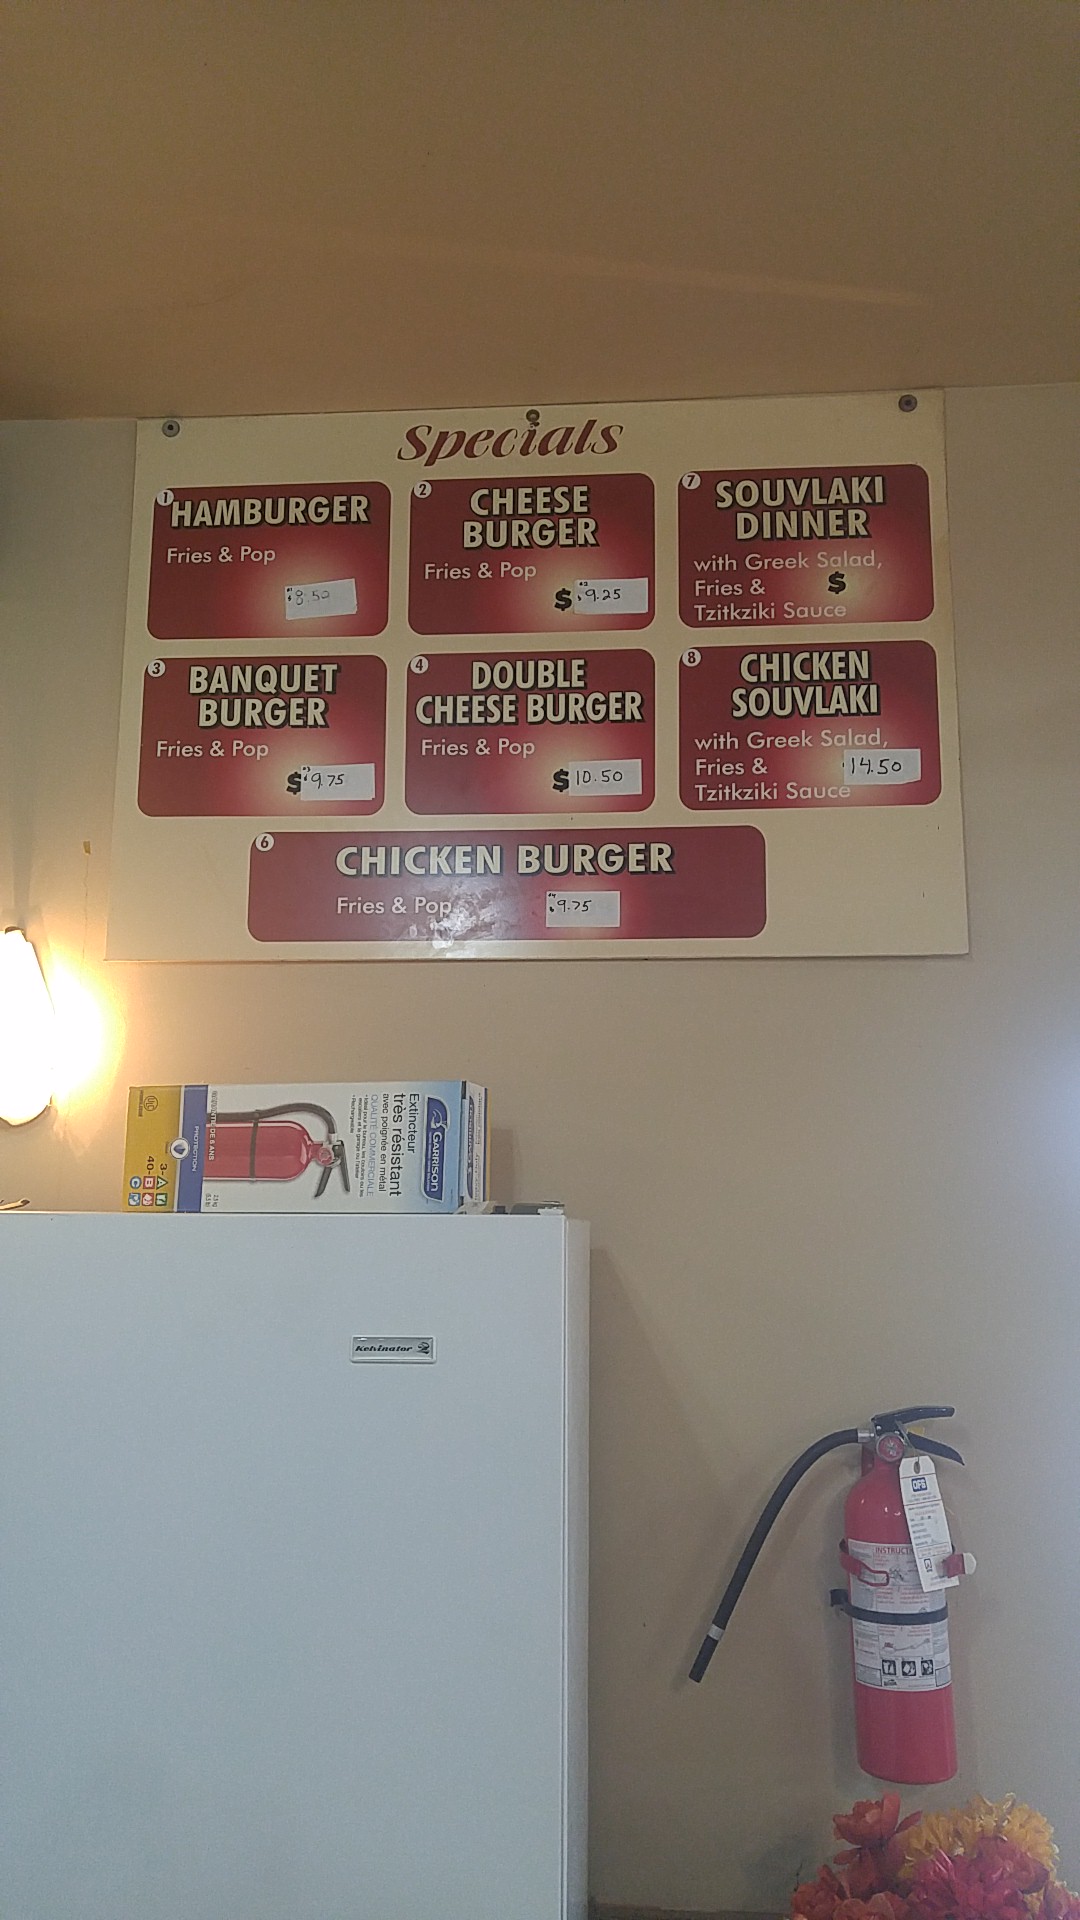 Specials
1
HAMBURGER
Fries & Pop
8.50
2
CHEESE
BURGER
Fries & Pop
$ 9.25
7
SOUVLAKI
DINNER
with Greek Salad,
Fries & $
Tzitkziki Sauce
3
BANQUET
BURGER
Fries & Pop
$ 9.75
4
DOUBLE
CHEESE BURGER
Fries & Pop
$ 10.50
8
CHICKEN
SOUVLAKI
with Greek Salad,
Fries & 14.50
Tzitkziki Sauce
6
CHICKEN BURGER
Fries & Pop 9.75
GARRISON
Extincteur
très résistant
avec poignée en métal
QUALITÉ COMMERCIALE
PROTECTION
3-A
40-B
C
Kelvinator